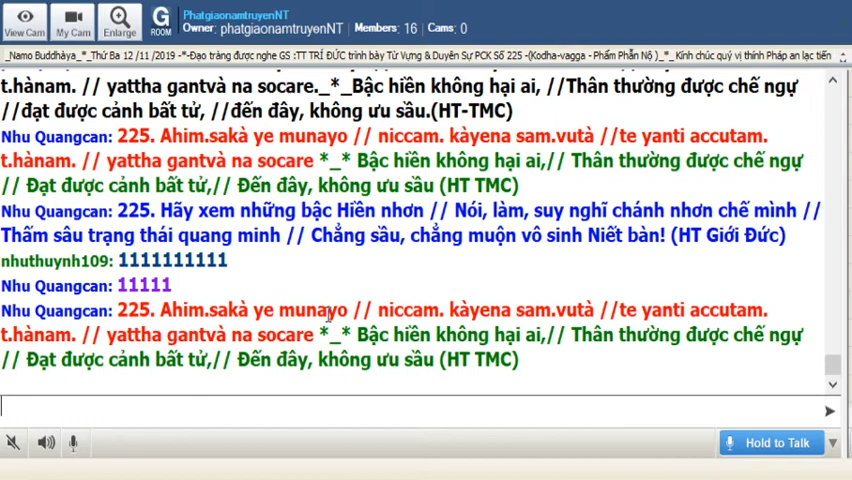 View Cam
My Cam
Enlarge
G
ROOM
PhatgiaonamtruyenNT
Owner: phatgiaonamtruyenNT Members: 16 Cams: 0
_Namo Buddhàya_*_Thứ Ba 12 /11 /2019 -*-Đạo tràng được nghe GS :TT TRÍ ĐỨC trình bày Từ Vựng & Duyên Sự PCK Số 225 -(Kodha-vagga - Phẩm Phẫn Nộ )_*_ Kính chúc quý vị thính Pháp an lạc tiến
t.hànam. // yattha gantvà na socare._*_Bậc hiền không hại ai, //Thân thường được chế ngự
//đạt được cảnh bất tử, //đến đây, không ưu sầu.(HT-TMC)
Nhu Quangcan: 225. Ahim.sakà ye munayo // niccam. kàyena sam.vutà //te yanti accutam.
t.hànam. // yattha gantvà na socare *_* Bậc hiền không hại ai,// Thân thường được chế ngự
// Đạt được cảnh bất tử,// Đến đây, không ưu sầu (HT TMC)
Nhu Quangcan: 225. Hãy xem những bậc Hiền nhơn // Nói, làm, suy nghĩ chánh nhơn chế mình //
Thấm sâu trạng thái quang minh // Chẳng sầu, chẳng muộn vô sinh Niết bàn! (HT Giới Đức)
nhuthuynh109: 1111111111
Nhu Quangcan: 11111
Nhu Quangcan: 225. Ahim.sakà ye munayo // niccam. kàyena sam.vutà //te yanti accutam.
t.hànam. // yattha gantvà na socare *_* Bậc hiền không hại ai,// Thân thường được chế ngự
// Đạt được cảnh bất tử,// Đến đây, không ưu sầu (HT TMC)
Hold to Talk